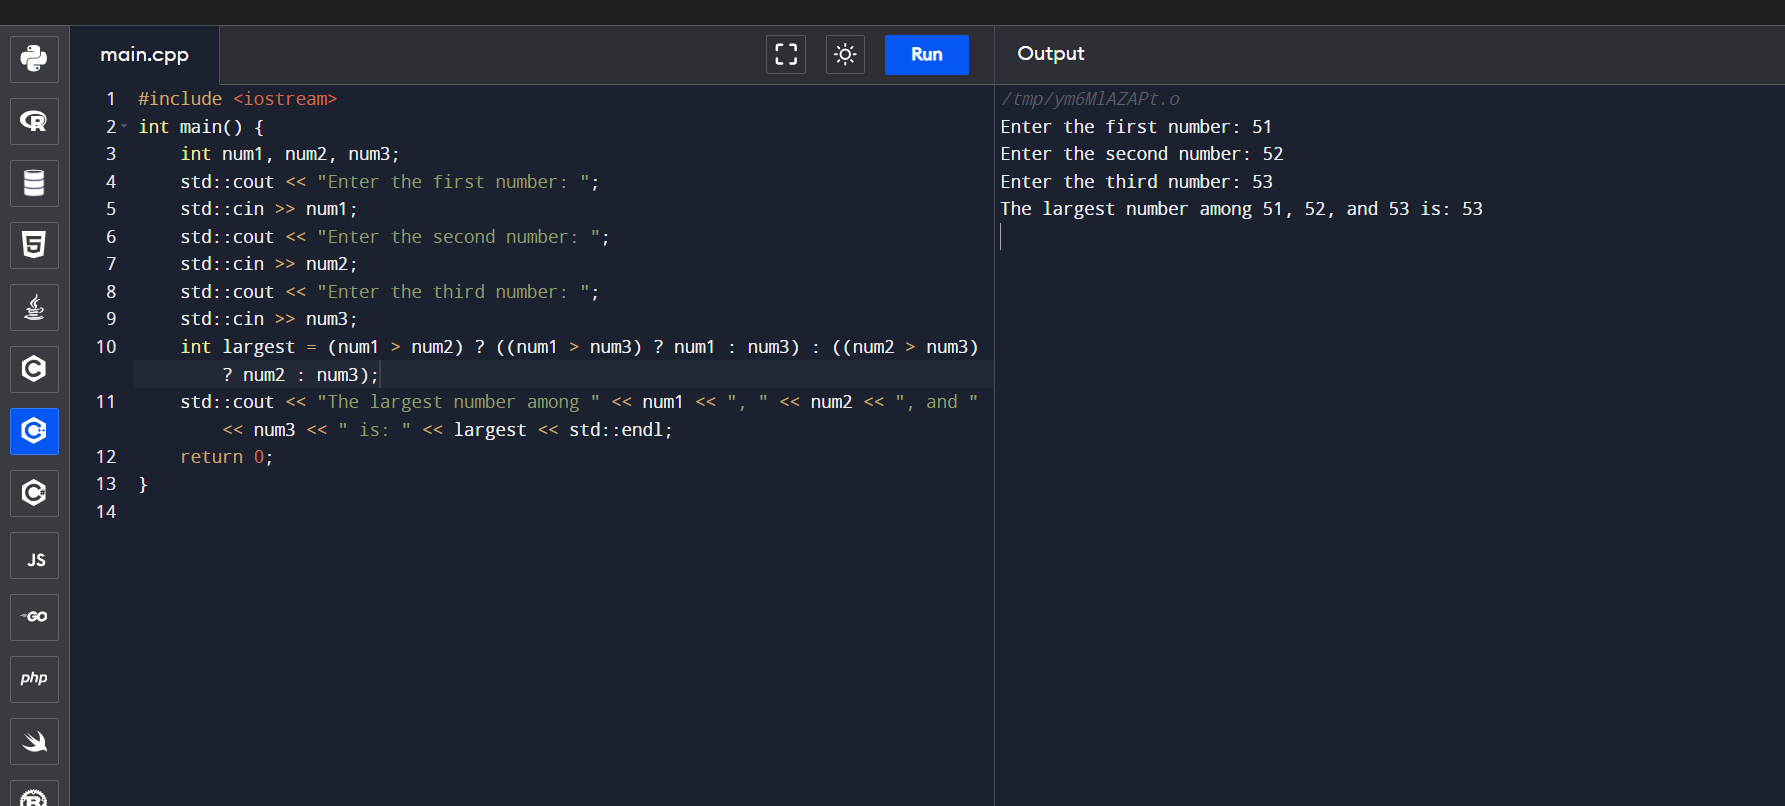 main.cpp
Run
Output
1 #include <iostream>
2 int main() {
3 int num1, num2, num3;
4 std::cout << "Enter the first number: ";
5 std::cin >> num1;
6 std::cout << "Enter the second number: ";
7 std::cin >> num2;
8 std::cout << "Enter the third number: ";
9 std::cin >> num3;
10 int largest = (num1 > num2) ? ((num1 > num3) ? num1 : num3) : ((num2 > num3)
? num2 : num3);
11 std::cout << "The largest number among " << num1 << ", " << num2 << ", and "
<< num3 << " is: " << largest << std::endl;
12 return 0;
13 }
14
/tmp/ym6MlAZAPt.o
Enter the first number: 51
Enter the second number: 52
Enter the third number: 53
The largest number among 51, 52, and 53 is: 53
R
5
C
C
C
JS
GO
php
R